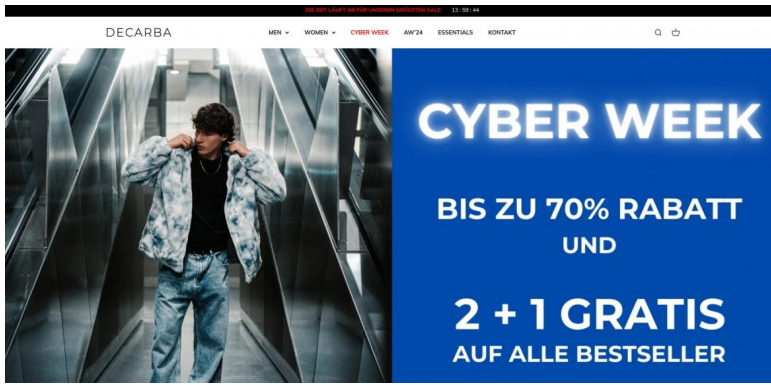 DIE ZEIT LÄUFT AB FÜR UNSEREN GRÖSSTEN SALE. 13:59:44
DECARBA
MEN WOMEN CYBER WEEK AW'24 ESSENTIALS KONTAKT
CYBER WEEK
BIS ZU 70% RABATT
UND
2 + 1 GRATIS
AUF ALLE BESTSELLER